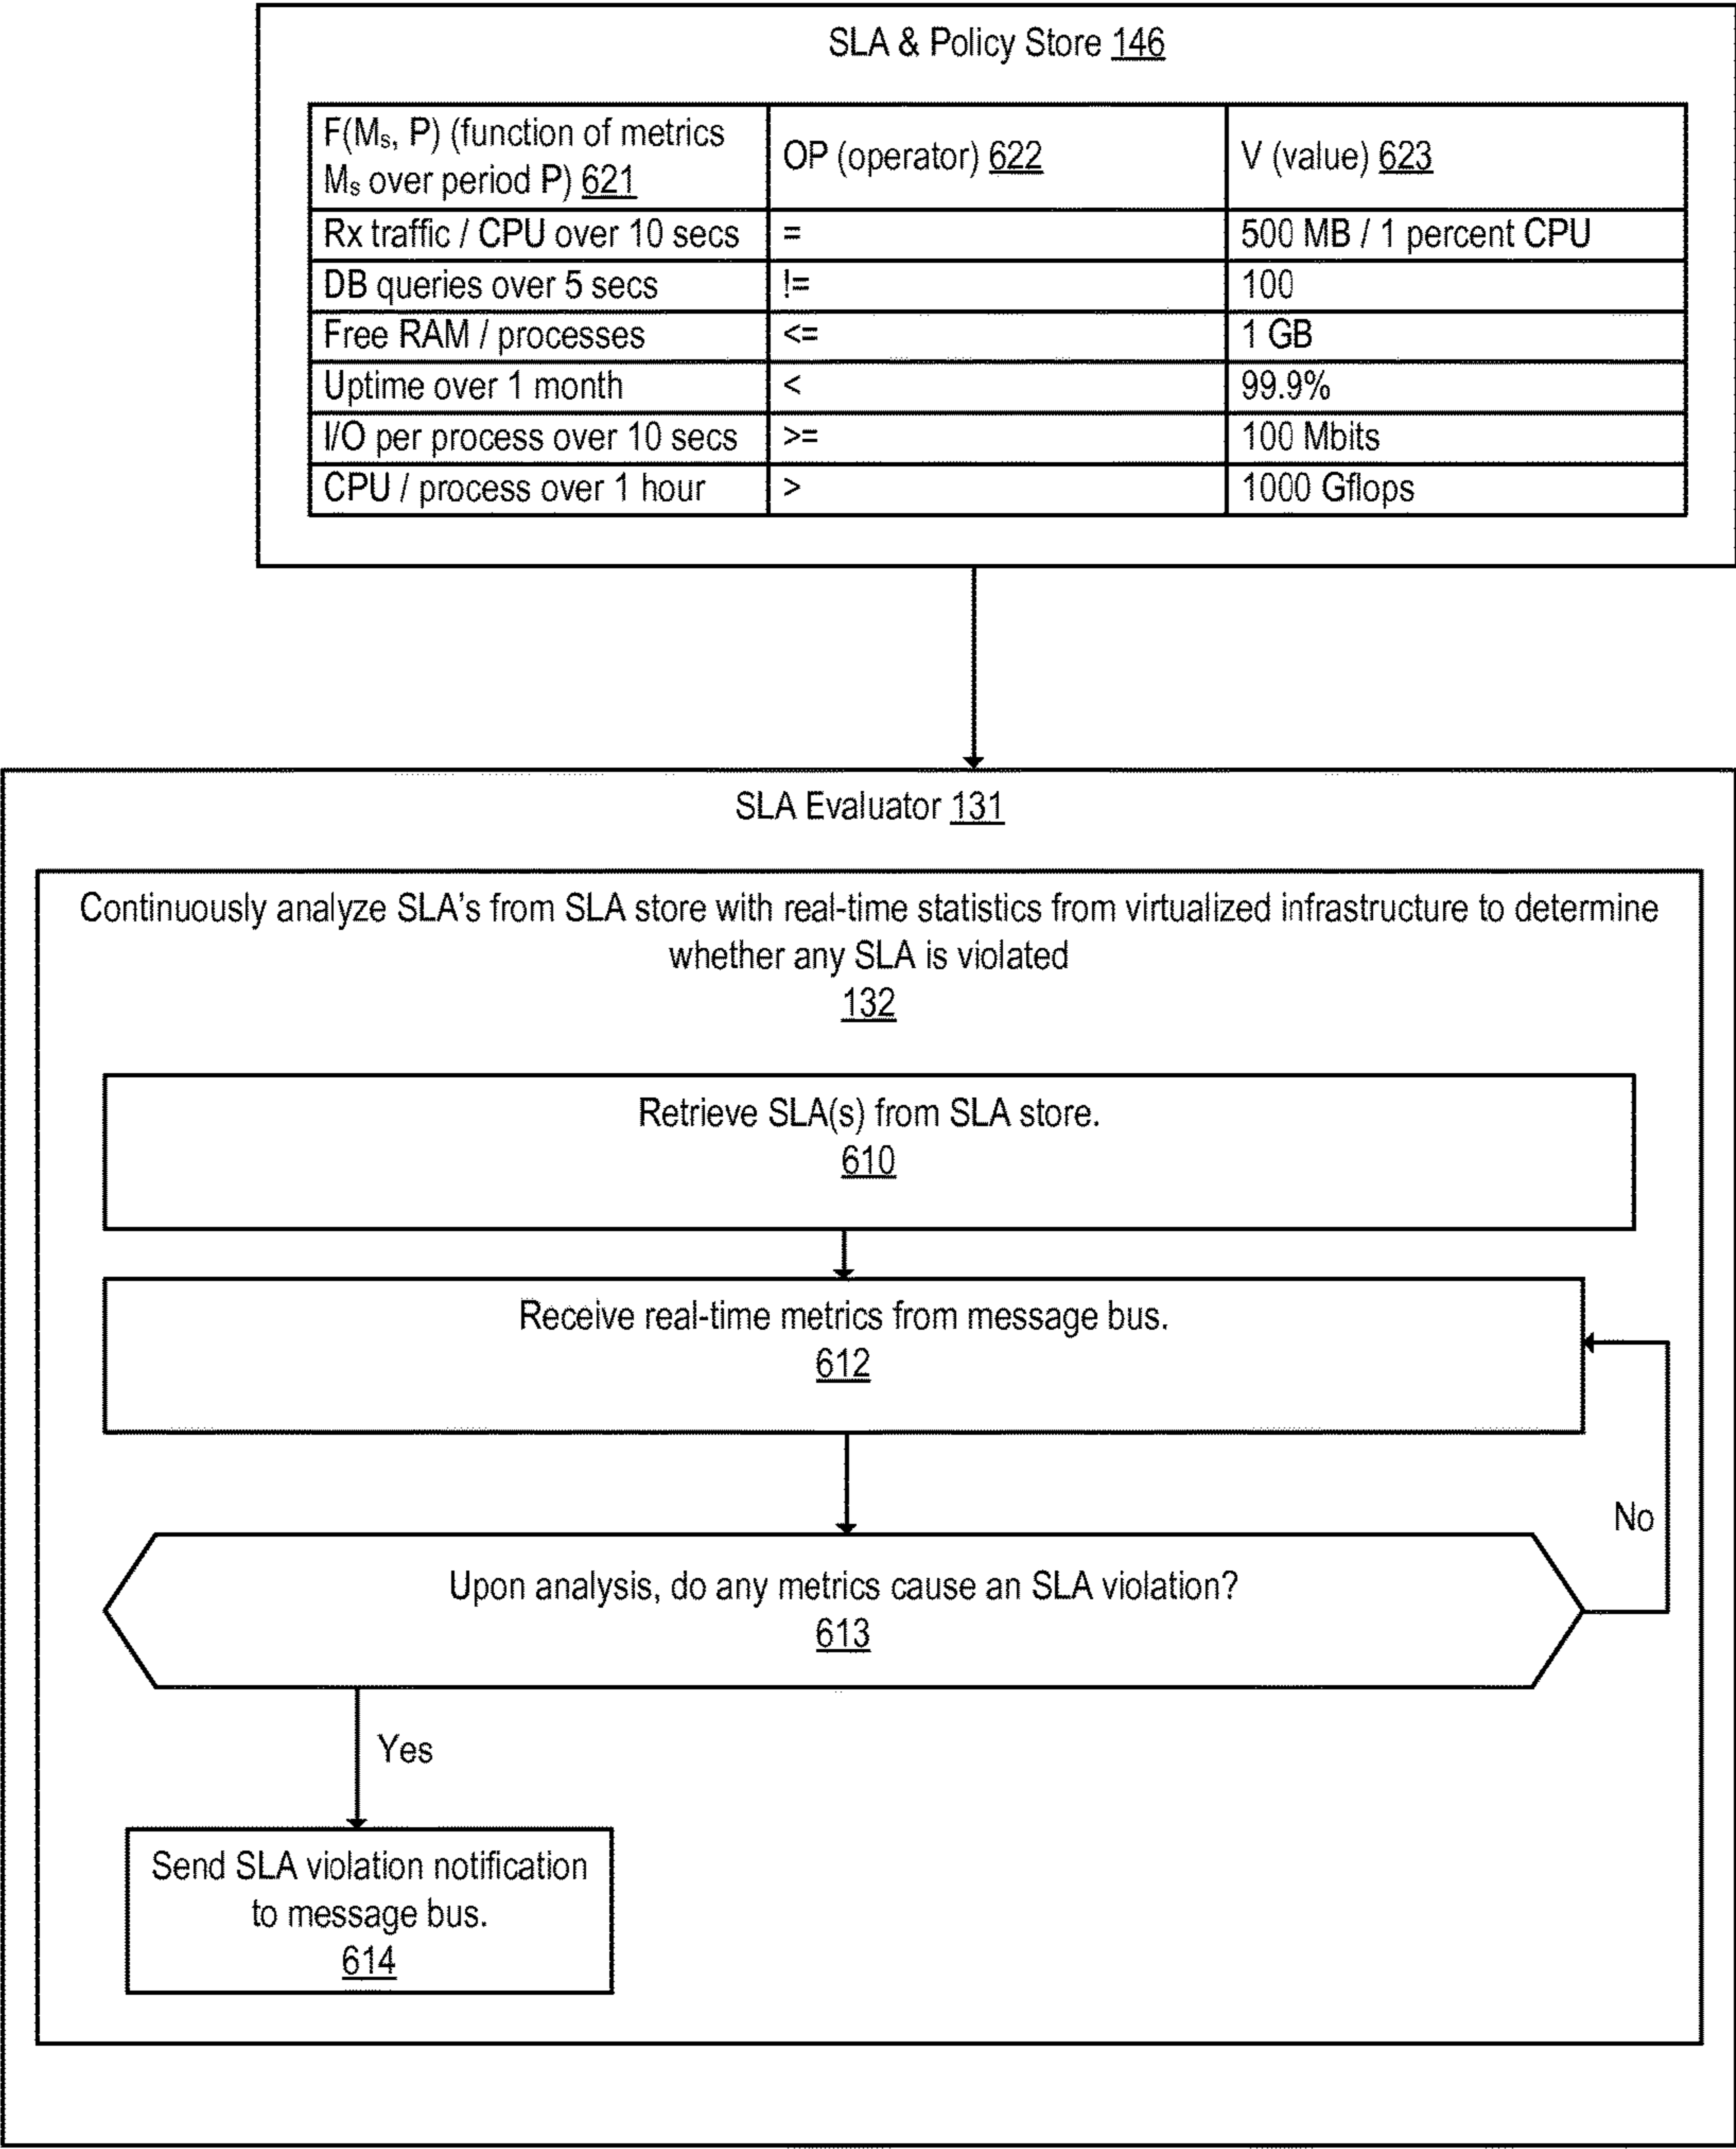 SLA & Policy Store 146
F(Ms, P) (function of metrics
Ms over period P) 621
OP (operator) 622
V (value) 623
Rx traffic / CPU over 10 secs
=
500 MB / 1 percent CPU
DB queries over 5 secs
!=
100
Free RAM / processes
<=
1 GB
Uptime over 1 month
<
99.9%
I/O per process over 10 secs
>=
100 Mbits
CPU / process over 1 hour
>
1000 Gflops
SLA Evaluator 131
Continuously analyze SLA's from SLA store with real-time statistics from virtualized infrastructure to determine
whether any SLA is violated
132
Retrieve SLA(s) from SLA store.
610
Receive real-time metrics from message bus.
612
No
Upon analysis, do any metrics cause an SLA violation?
613
Yes
Send SLA violation notification
to message bus.
614